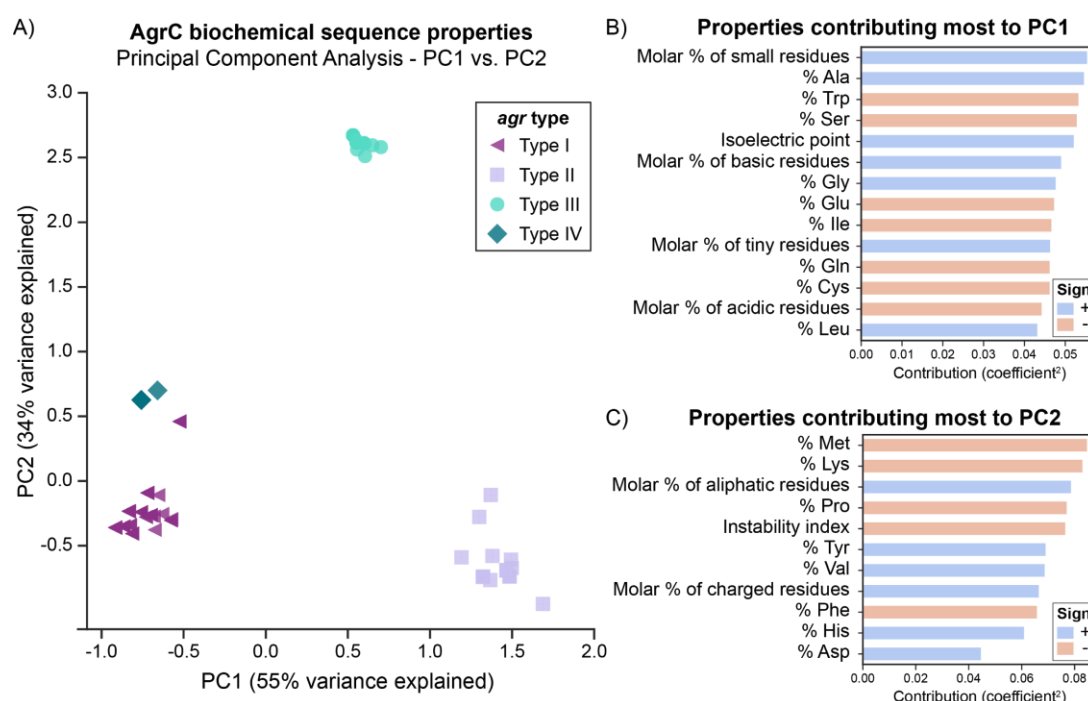 A)
AgrC biochemical sequence properties
Principal Component Analysis - PC1 vs. PC2
3.0
2.5
2.0
1.5
1.0
3.0
0.5
0.0
-0.5
PC2 (34% variance explained)
agr type
Type I
Type II
Type III
Type IV
-1.0 -0.5 0.0 0.5 1.0 1.5 2.0
PC1 (55% variance explained)
B)
Properties contributing most to PC1
Molar % of small residues
% Ala
% Trp
% Ser
Isoelectric point
Molar % of basic residues
% Gly
% Glu
% Ile
Molar % of tiny residues
% Gln
% Cys
Molar % of acidic residues
% Leu
Sign
+
-
0.00 0.01 0.02 0.03 0.04 0.05
Contribution (coefficient²)
C)
Properties contributing most to PC2
% Met
% Lys
Molar % of aliphatic residues
% Pro
Instability index
% Tyr
% Val
Molar % of charged residues
% Phe
% His
% Asp
Sign
+
-
0.00 0.02 0.04 0.06 0.08
Contribution (coefficient²)